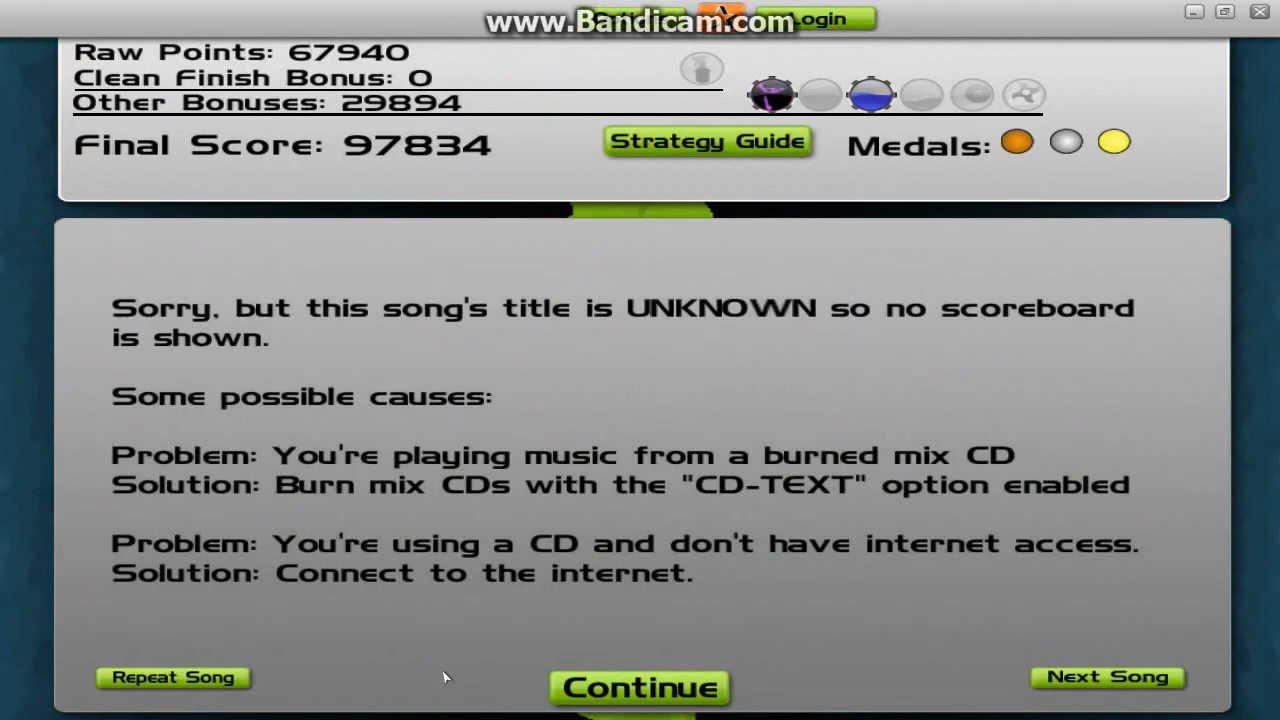 www.Bandicam.com
Login
Raw Points: 67940
Clean Finish Bonus: 0
Other Bonuses: 29894
Final Score: 97834
Strategy Guide
Medals:
Sorry, but this song's title is UNKNOWN so no scoreboard
is shown.
Some possible causes:
Problem: You're playing music from a burned mix CD
Solution: Burn mix CDs with the "CD-TEXT" option enabled
Problem: You're using a CD and don't have internet access.
Solution: Connect to the internet.
Repeat Song
Continue
Next Song